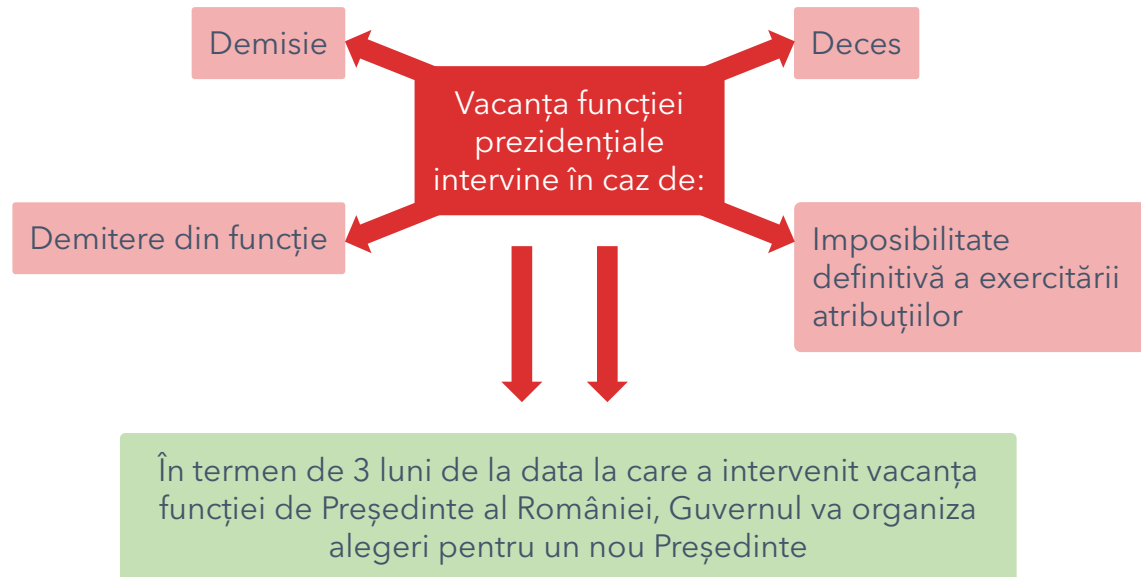 Demisie
Deces
Vacanța funcției
prezidențiale
intervine în caz de:
Demitere din funcție
Imposibilitate
definitivă a exercitării
atribuțiilor
În termen de 3 luni de la data la care a intervenit vacanța
funcției de Președinte al României, Guvernul va organiza
alegeri pentru un nou Președinte